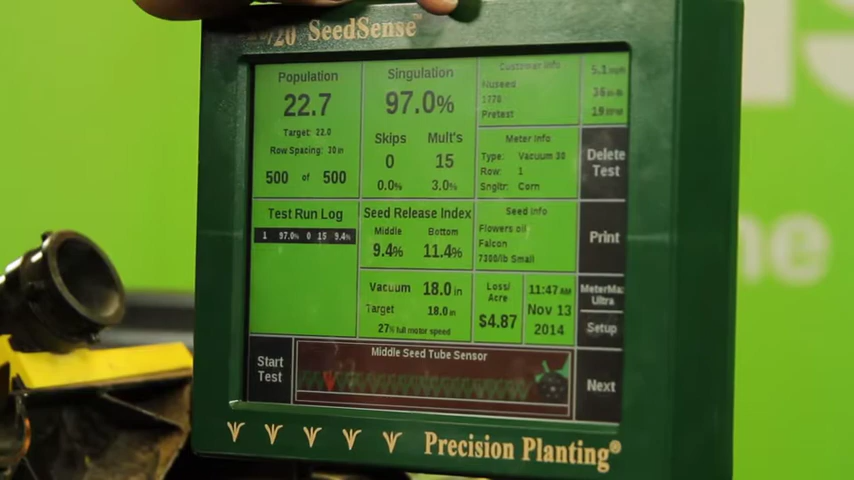 20/20 SeedSense™
Population
22.7
Target: 22.0
Row Spacing: 30 in
500 of 500
Singulation
97.0%
Skips Mult's
0 15
0.0% 3.0%
Customer Info
Nuseed
1770
Pretest
5.1 mph
36 in
19 RPM
Meter Info
Type: Vacuum 30
Row: 1
Sngltr: Corn
Delete
Test
Test Run Log
1 97.0% 0 15 9.4%
Seed Release Index
Middle Bottom
9.4% 11.4%
Seed Info
Flowers oil
Falcon
7300/lb Small
Print
Vacuum 18.0 in
Target 18.0 in
27% full motor speed
Loss/
Acre
$4.87
11:47 AM
Nov 13
2014
MeterMax
Ultra
Setup
Start
Test
Middle Seed Tube Sensor
Next
Precision Planting®